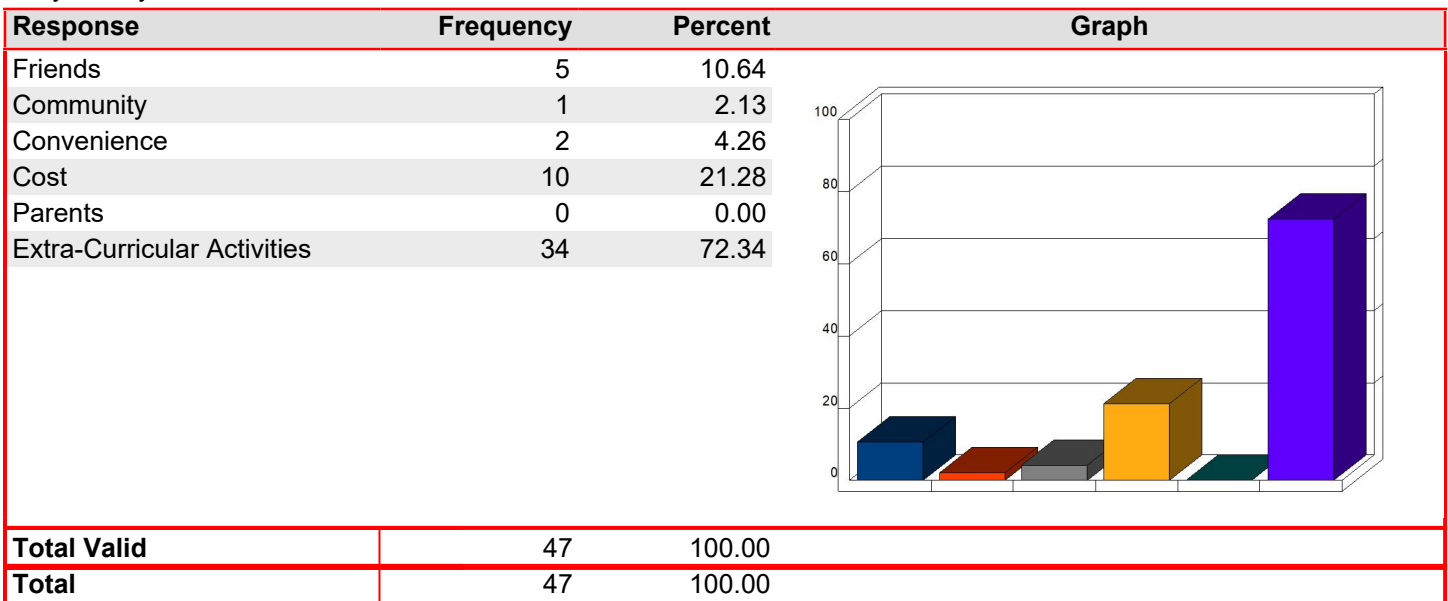 Response Frequency Percent Graph
Friends 5 10.64
Community 1 2.13
Convenience 2 4.26
Cost 10 21.28
Parents 0 0.00
Extra-Curricular Activities 34 72.34
100
80
60
40
20
0
Total Valid 47 100.00
Total 47 100.00